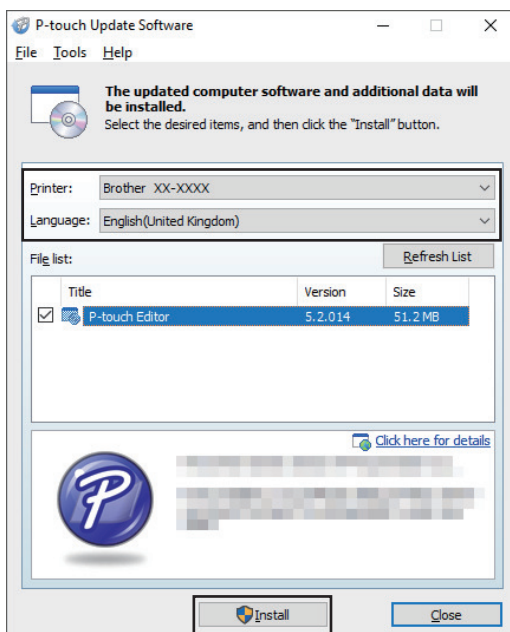 P-touch Update Software
File Tools Help
The updated computer software and additional data will
be installed.
Select the desired items, and then click the "Install" button.
Printer: Brother XX-XXXX
Language: English(United Kingdom)
File list: Refresh List
Title Version Size
P-touch Editor 5.2.014 51.2 MB
Click here for details
P
Install Close